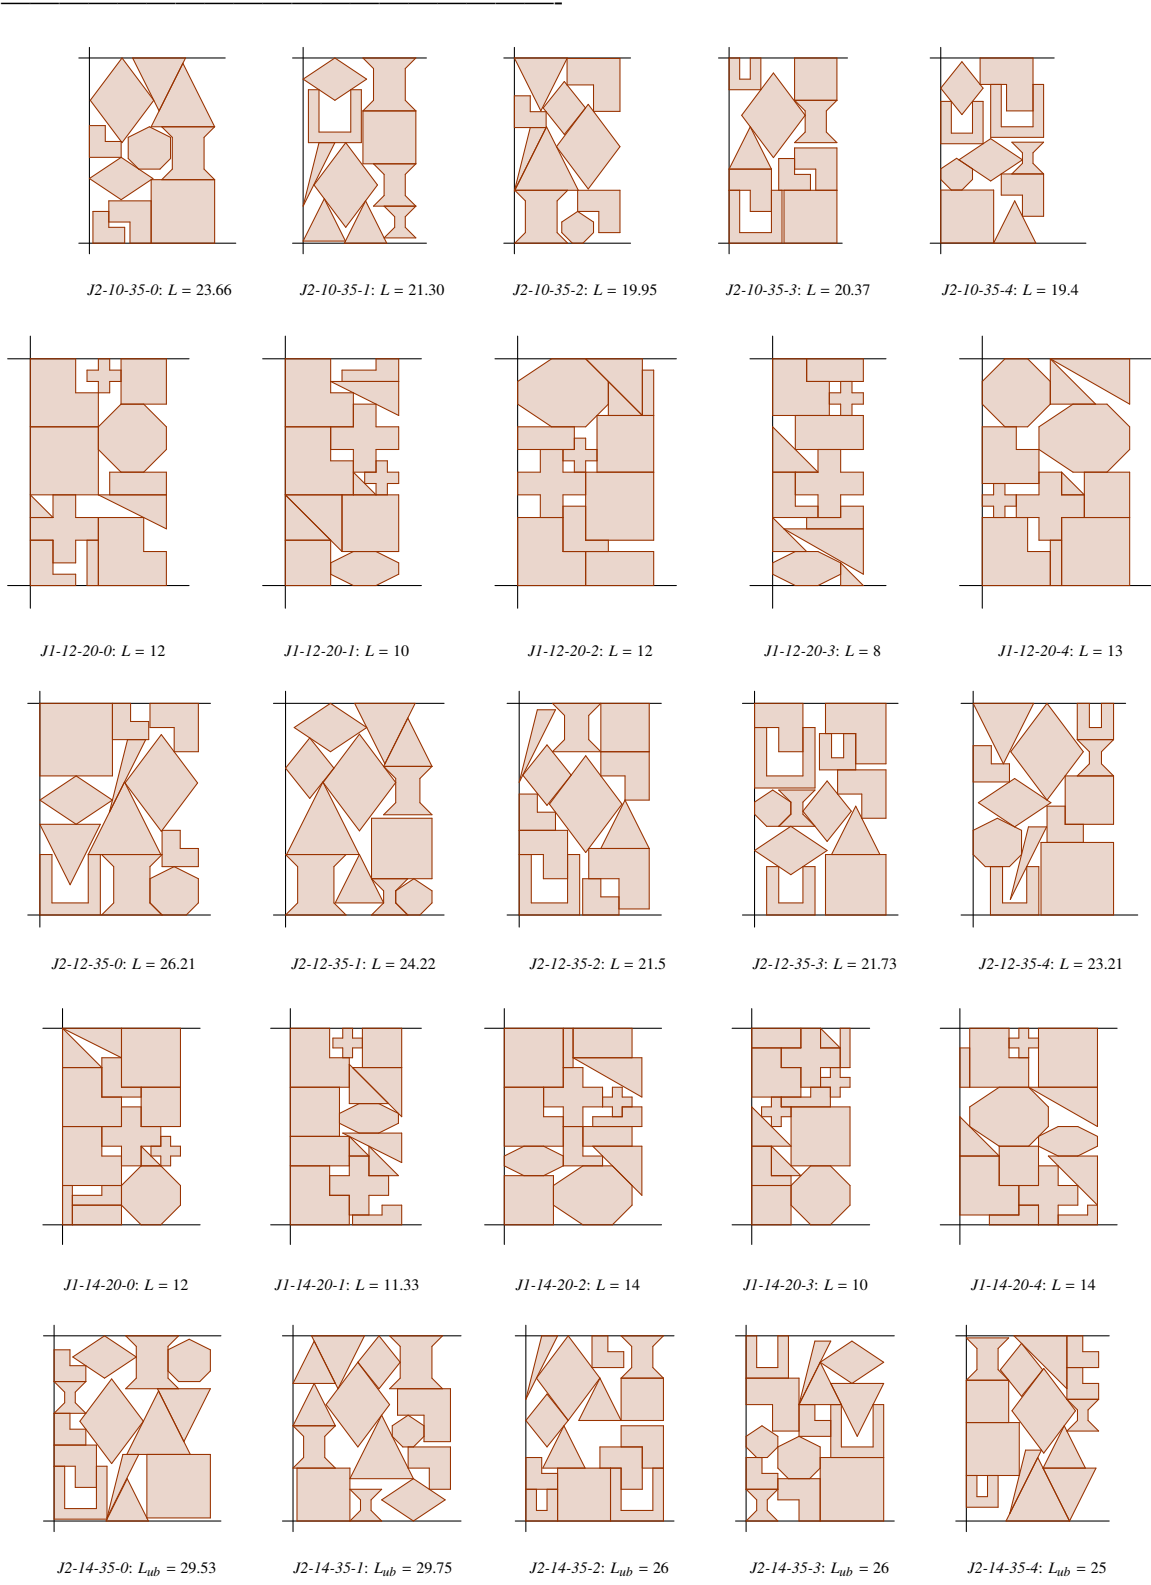 J2-10-35-0: L = 23.66 J2-10-35-1: L = 21.30 J2-10-35-2: L = 19.95 J2-10-35-3: L = 20.37 J2-10-35-4: L = 19.4
J1-12-20-0: L = 12 J1-12-20-1: L = 10 J1-12-20-2: L = 12 J1-12-20-3: L = 8 J1-12-20-4: L = 13
J2-12-35-0: L = 26.21 J2-12-35-1: L = 24.22 J2-12-35-2: L = 21.5 J2-12-35-3: L = 21.73 J2-12-35-4: L = 23.21
J1-14-20-0: L = 12 J1-14-20-1: L = 11.33 J1-14-20-2: L = 14 J1-14-20-3: L = 10 J1-14-20-4: L = 14
J2-14-35-0: L_ub = 29.53 J2-14-35-1: L_ub = 29.75 J2-14-35-2: L_ub = 26 J2-14-35-3: L_ub = 26 J2-14-35-4: L_ub = 25